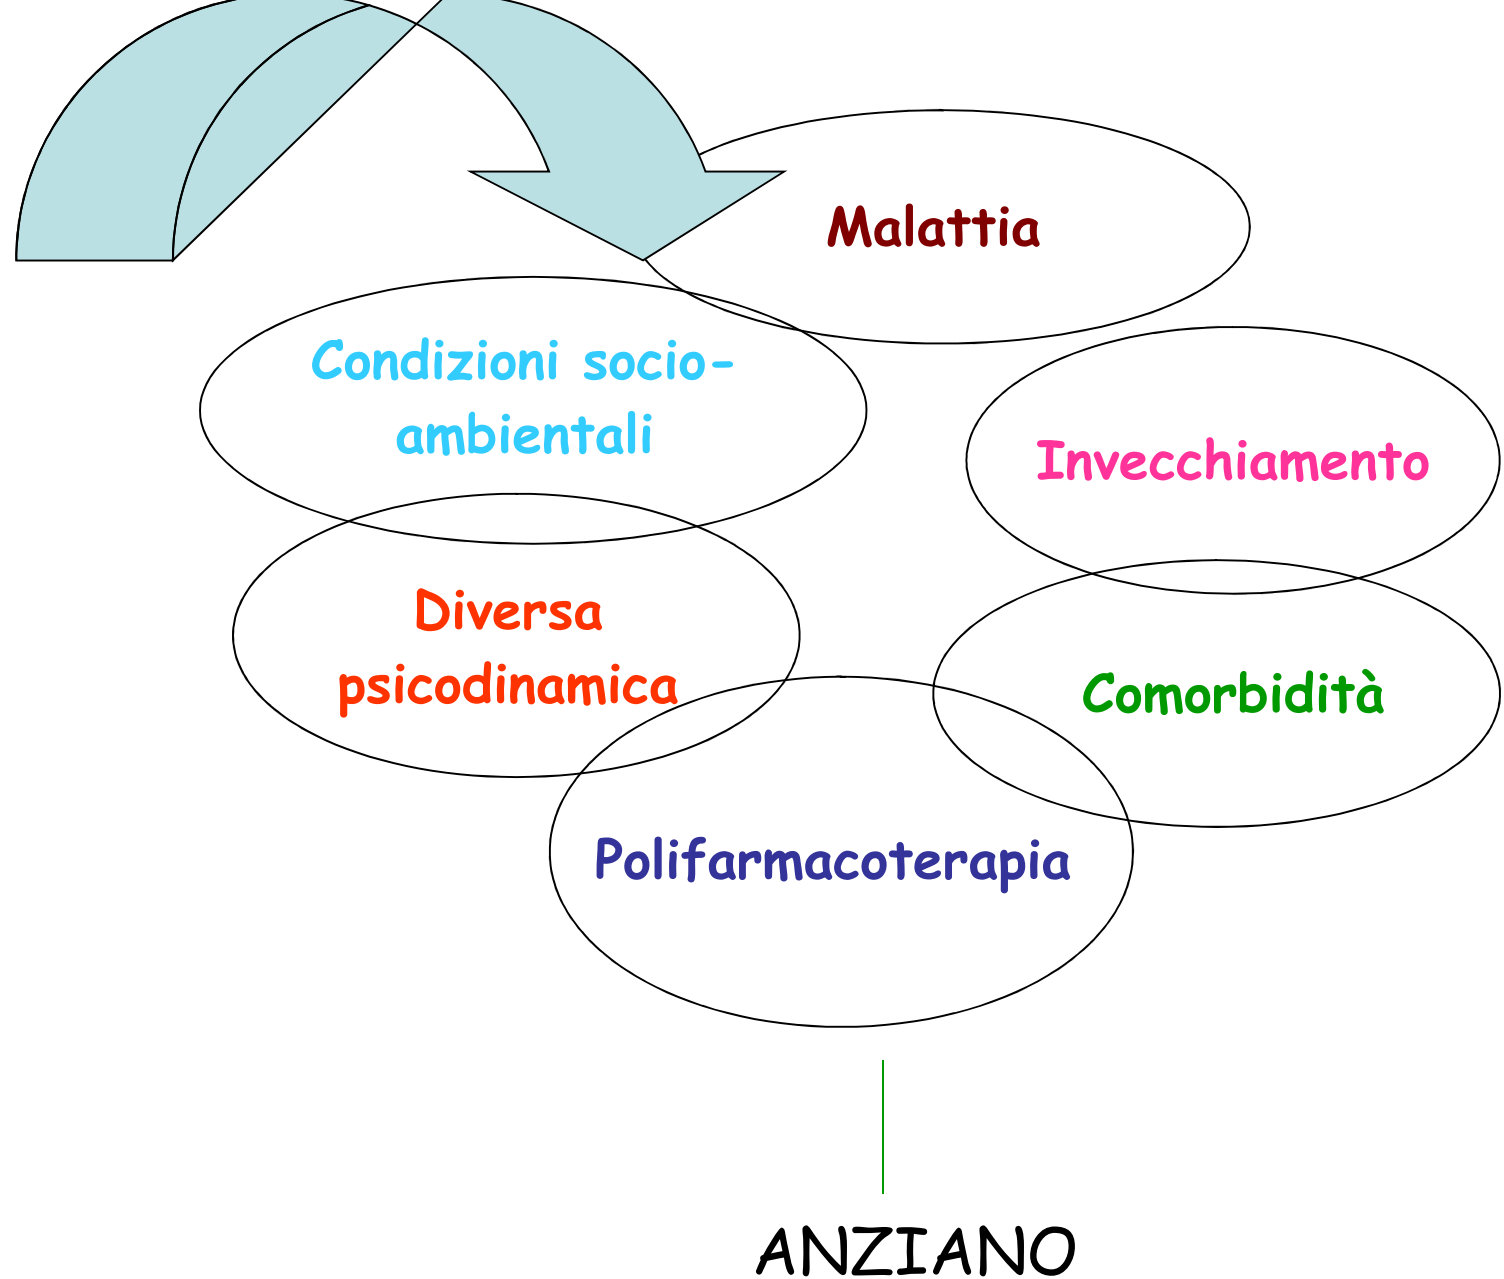 Malattia
Condizioni socio-
ambientali
Invecchiamento
Diversa
psicodinamica
Comorbidità
Polifarmacoterapia
ANZIANO